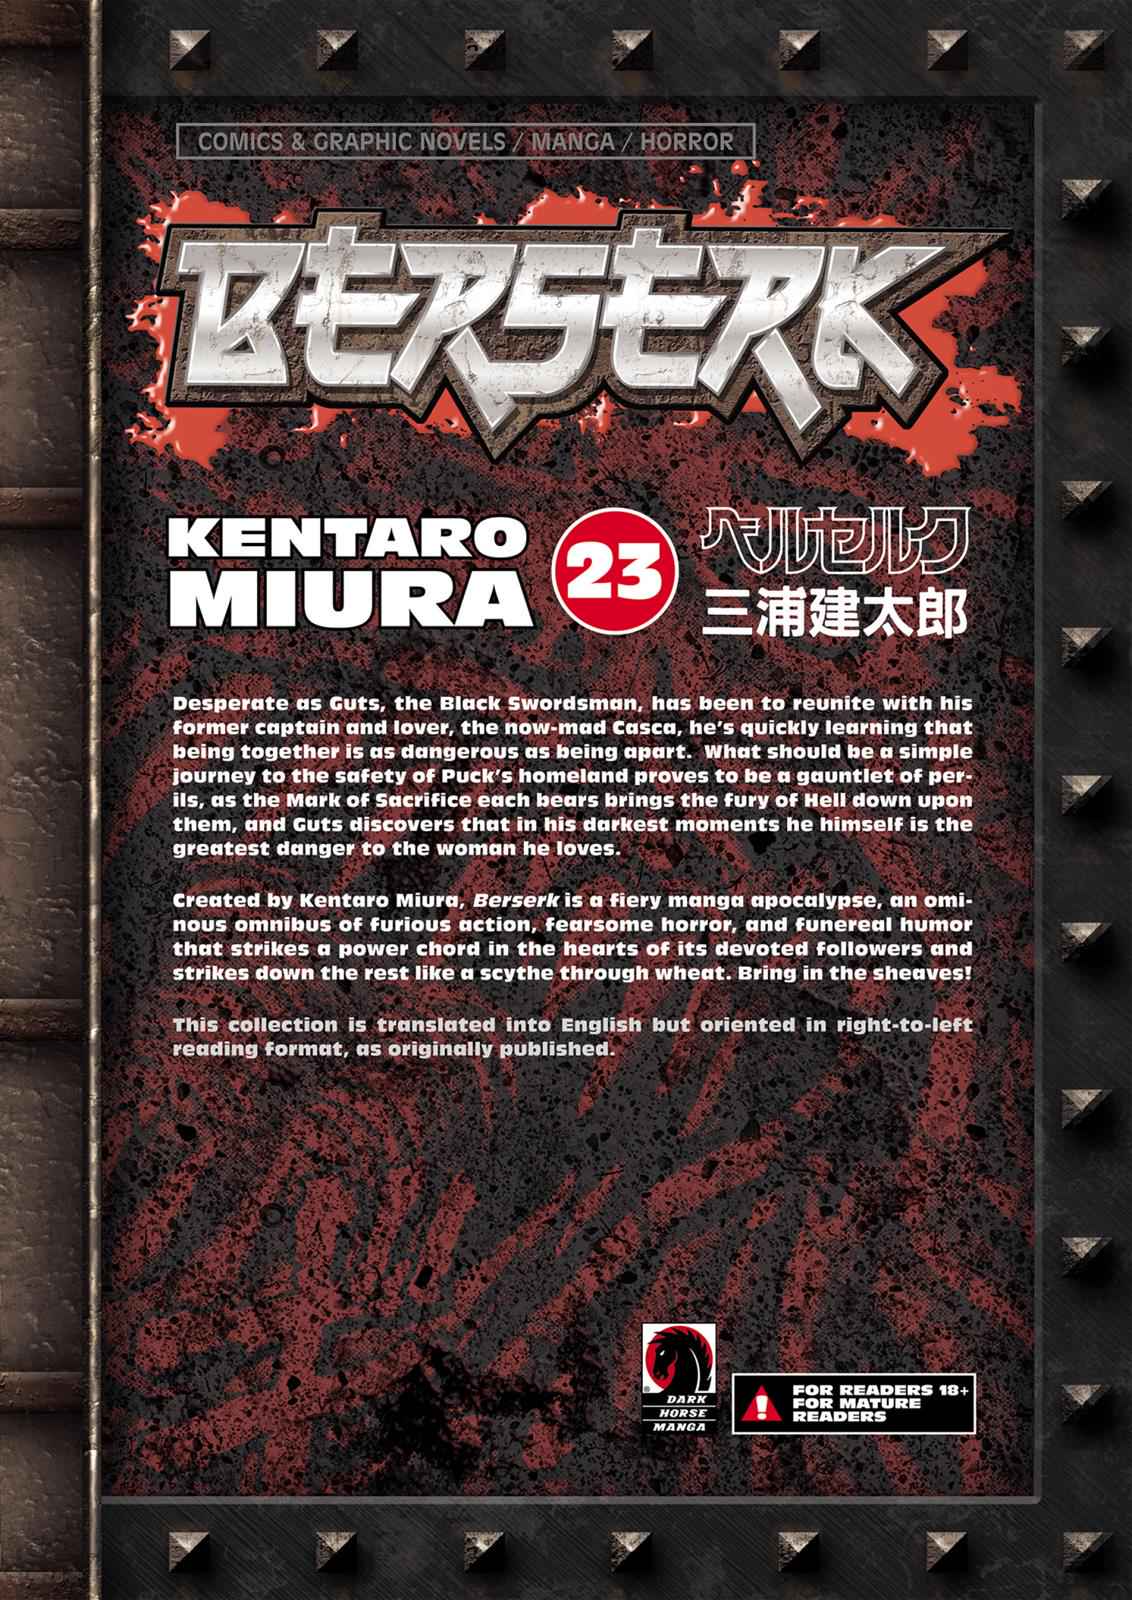 COMICS & GRAPHIC NOVELS / MANGA / HORROR
BERSERK
KENTARO
MIURA
23
ベルセルク
三浦建太郎
Desperate as Guts, the Black Swordsman, has been to reunite with his
former captain and lover, the now-mad Casca, he's quickly learning that
being together is as dangerous as being apart. What should be a simple
journey to the safety of Puck's homeland proves to be a gauntlet of per-
ils, as the Mark of Sacrifice each bears brings the fury of Hell down upon
them, and Guts discovers that in his darkest moments he himself is the
greatest danger to the woman he loves.
Created by Kentaro Miura, Berserk is a fiery manga apocalypse, an omi-
nous omnibus of furious action, fearsome horror, and funereal humor
that strikes a power chord in the hearts of its devoted followers and
strikes down the rest like a scythe through wheat. Bring in the sheaves!
This collection is translated into English but oriented in right-to-left
reading format, as originally published.
®
DARK
HORSE
MANGA
!
FOR READERS 18+
FOR MATURE
READERS